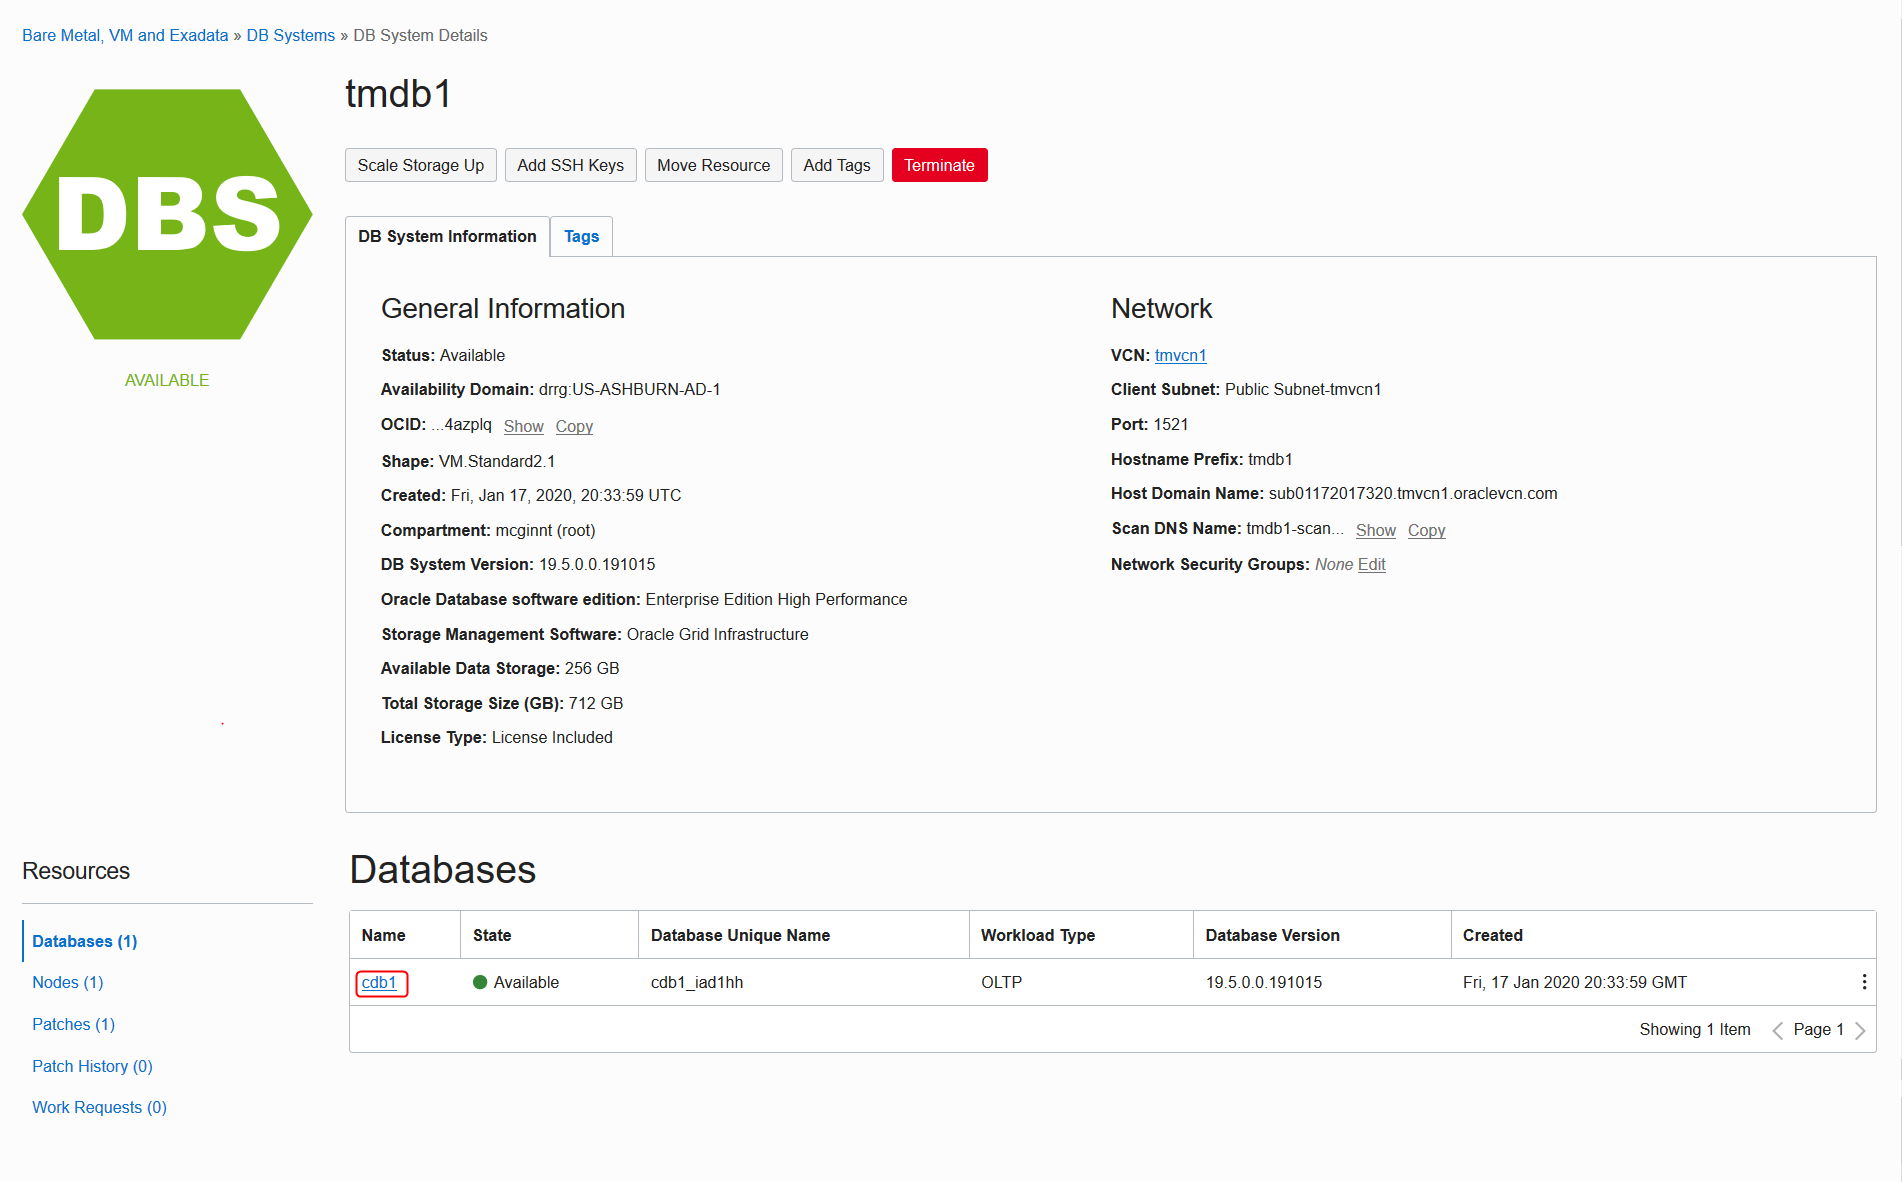 Bare Metal, VM and Exadata » DB Systems » DB System Details
DBS
AVAILABLE
tmdb1
Scale Storage Up Add SSH Keys Move Resource Add Tags Terminate
DB System Information Tags
General Information
Status: Available
Availability Domain: drrg:US-ASHBURN-AD-1
OCID: ...4azplq Show Copy
Shape: VM.Standard2.1
Created: Fri, Jan 17, 2020, 20:33:59 UTC
Compartment: mcginnt (root)
DB System Version: 19.5.0.0.191015
Oracle Database software edition: Enterprise Edition High Performance
Storage Management Software: Oracle Grid Infrastructure
Available Data Storage: 256 GB
Total Storage Size (GB): 712 GB
License Type: License Included
Network
VCN: tmvcn1
Client Subnet: Public Subnet-tmvcn1
Port: 1521
Hostname Prefix: tmdb1
Host Domain Name: sub01172017320.tmvcn1.oraclevcn.com
Scan DNS Name: tmdb1-scan... Show Copy
Network Security Groups: None Edit
Resources
Databases (1)
Nodes (1)
Patches (1)
Patch History (0)
Work Requests (0)
Databases
Name State Database Unique Name Workload Type Database Version Created
cdb1 Available cdb1_iad1hh OLTP 19.5.0.0.191015 Fri, 17 Jan 2020 20:33:59 GMT
Showing 1 Item Page 1